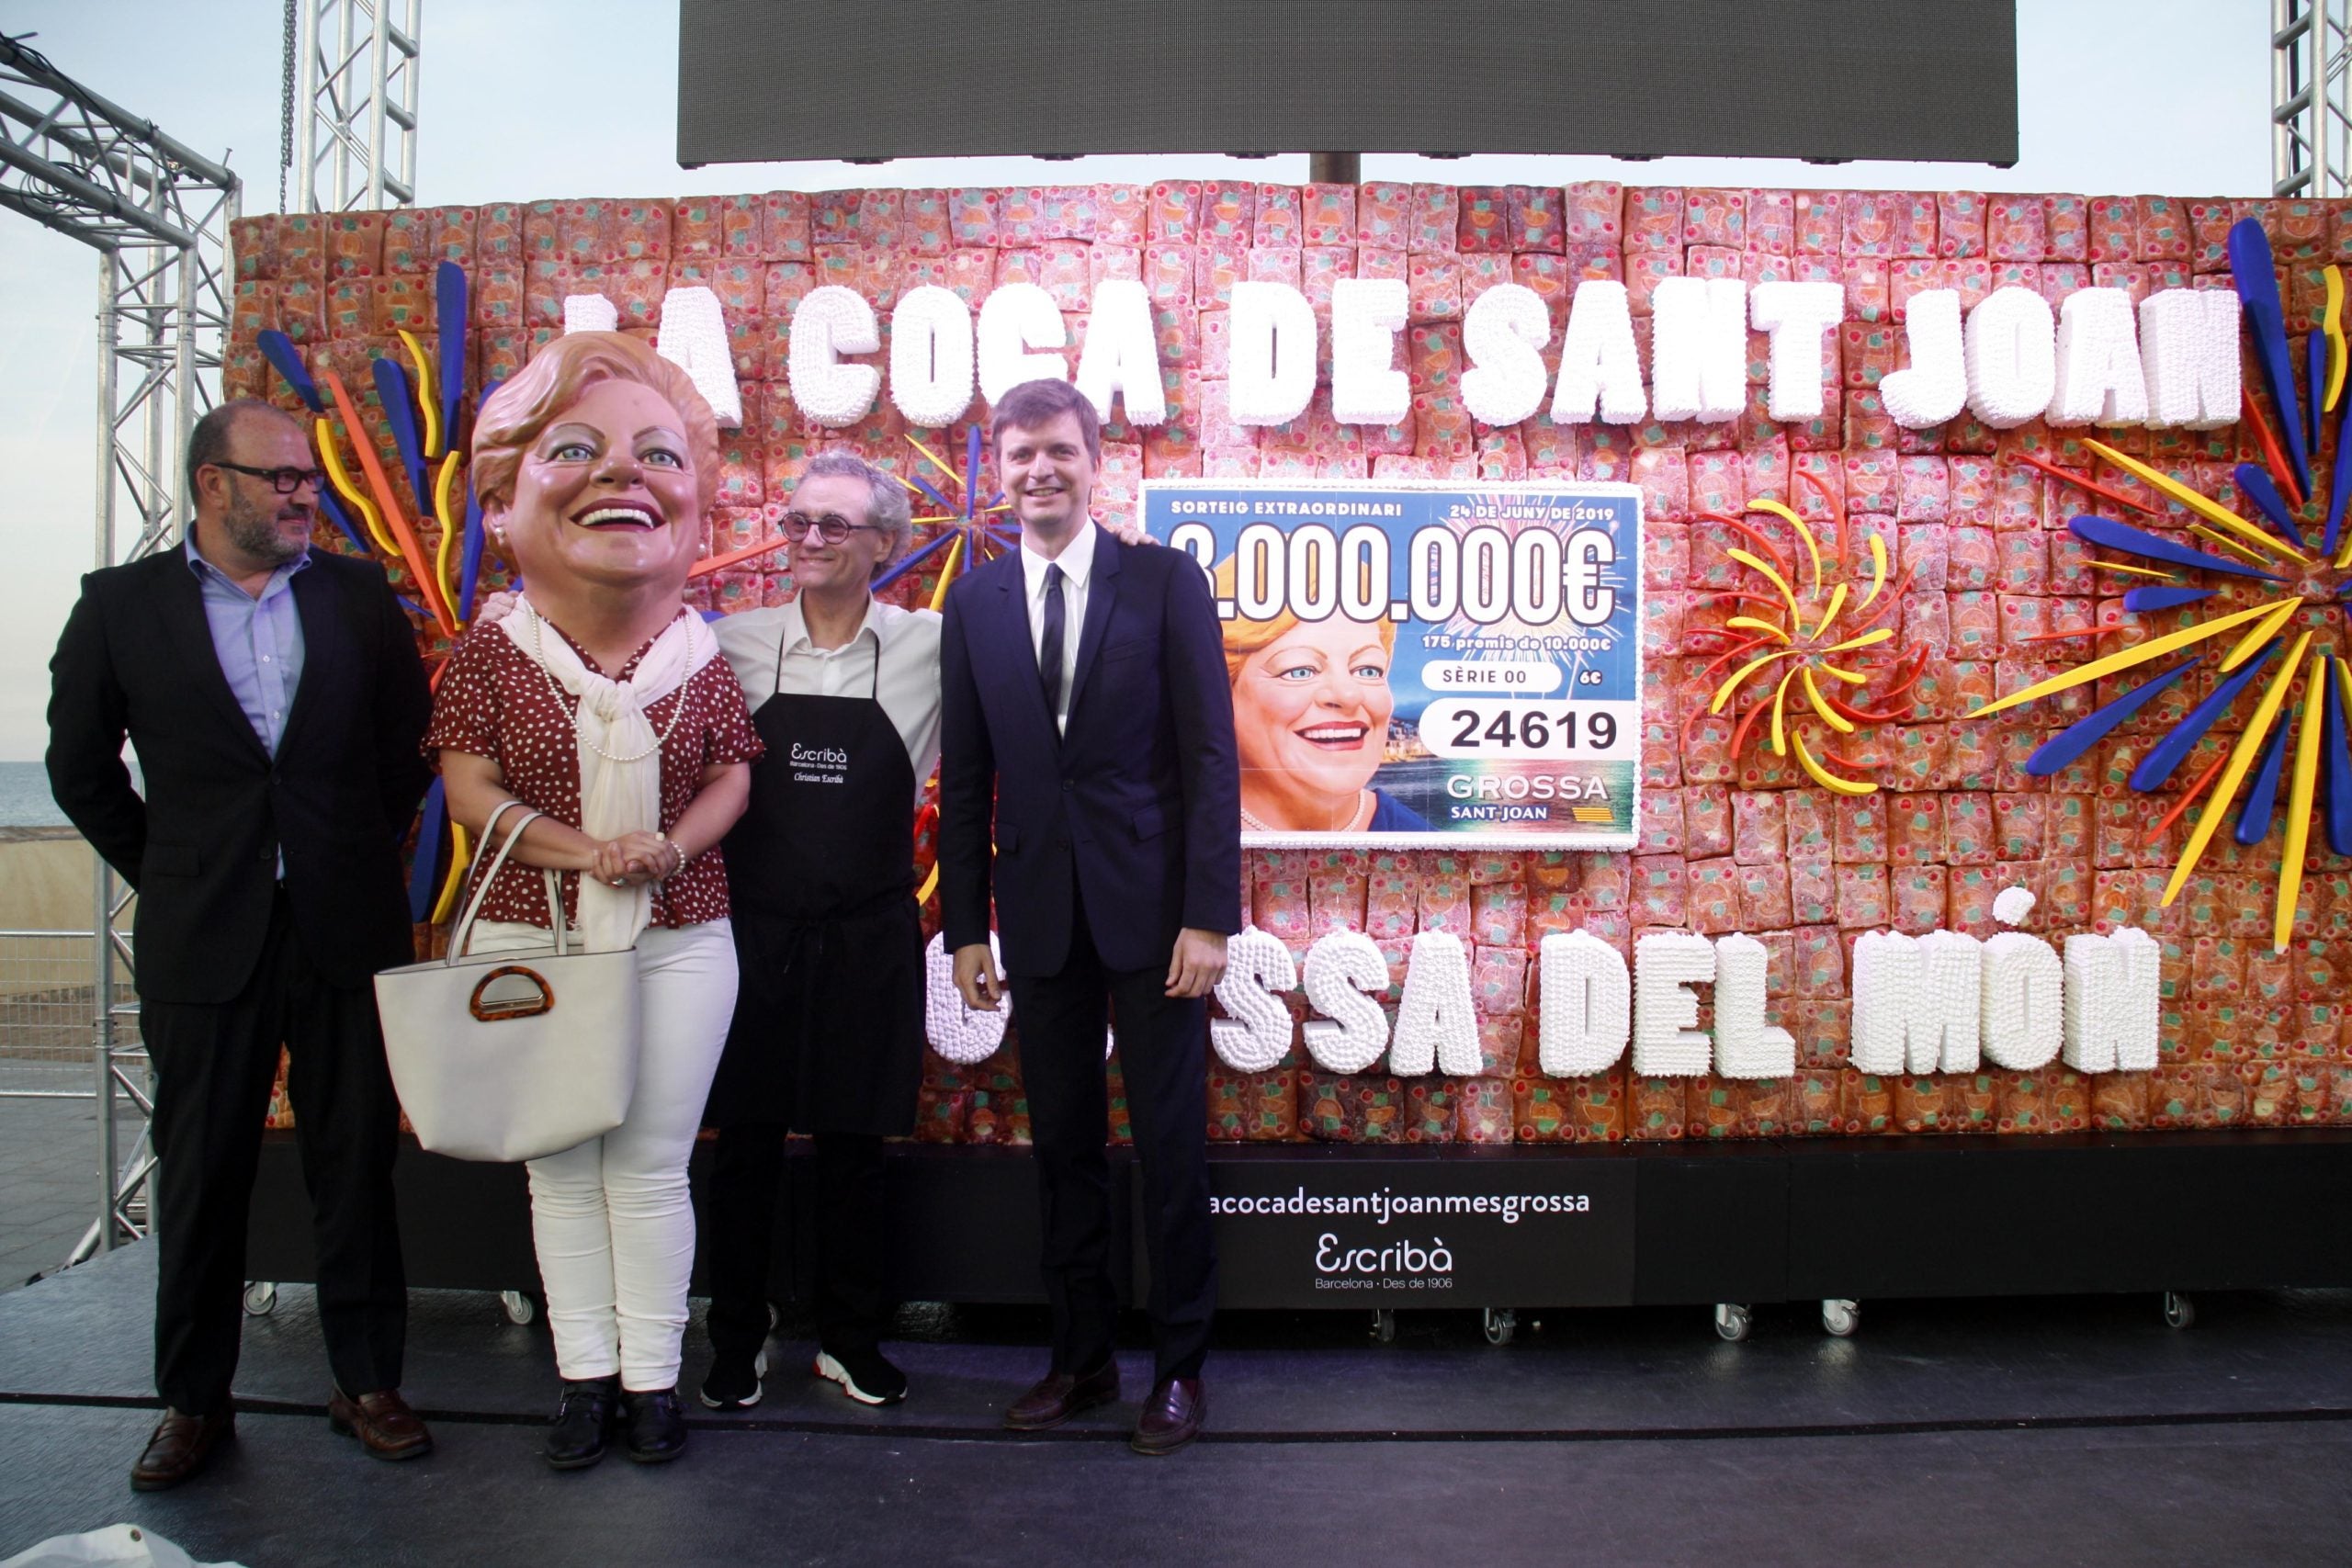 LA COCA DE SANT JOAN
SORTEIG EXTRAORDINARI
24 DE JUNY DE 2019
.000.000€
175 premis de 10.000€
SÈRIE 00
6€
24619
GROSSA
SANT JOAN
Escribà
Barcelona • Des de 1906
Christian Escribà
G SSA DEL MÓN
acocadesantjoanmesgrossa
Escribà
Barcelona • Des de 1906